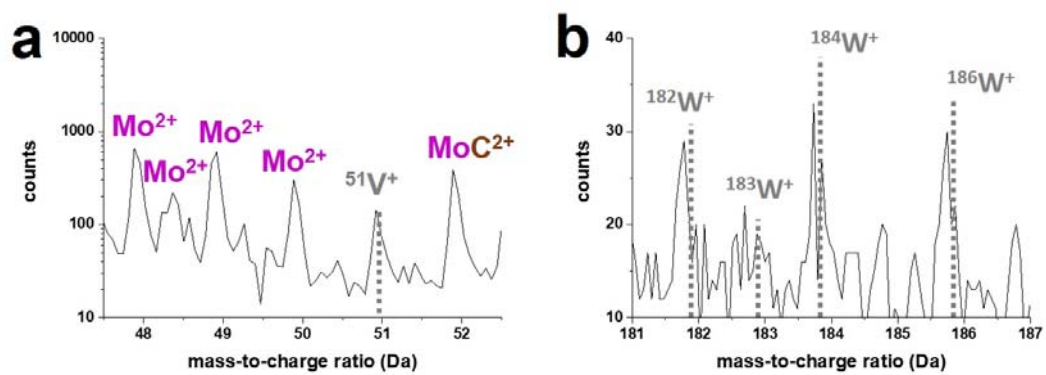 a
10000
1000
100
10
counts
Mo²⁺
Mo²⁺
Mo²⁺
Mo²⁺
⁵¹V⁺
MoC²⁺
48 49 50 51 52
mass-to-charge ratio (Da)
b
40
30
20
10
counts
¹⁸²W⁺
¹⁸³W⁺
¹⁸⁴W⁺
¹⁸⁶W⁺
181 182 183 184 185 186 187
mass-to-charge ratio (Da)